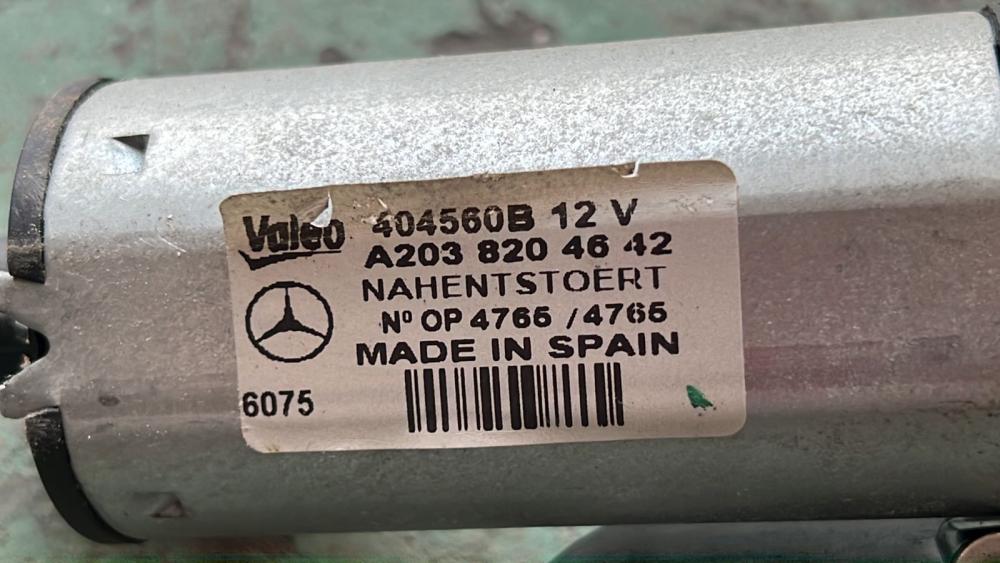 Valeo 404560B 12 V
A203 820 46 42
NAHENTSTOERT
Nº OP 4765 / 4765
MADE IN SPAIN
6075